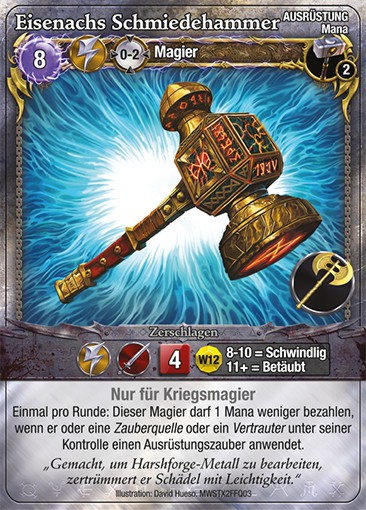 Eisenachs Schmiedehammer
AUSRÜSTUNG
Mana
8
0-2
Magier
2
Zerschlagen
4
W12
8-10 = Schwindlig
11+ = Betäubt
Nur für Kriegsmagier
Einmal pro Runde: Dieser Magier darf 1 Mana weniger bezahlen,
wenn er oder eine Zauberquelle oder ein Vertrauter unter seiner
Kontrolle einen Ausrüstungszauber anwendet.
„Gemacht, um Harshforge-Metall zu bearbeiten,
zertrümmert er Schädel mit Leichtigkeit.“
Illustration: David Hueso. MWSTX2FFQ03